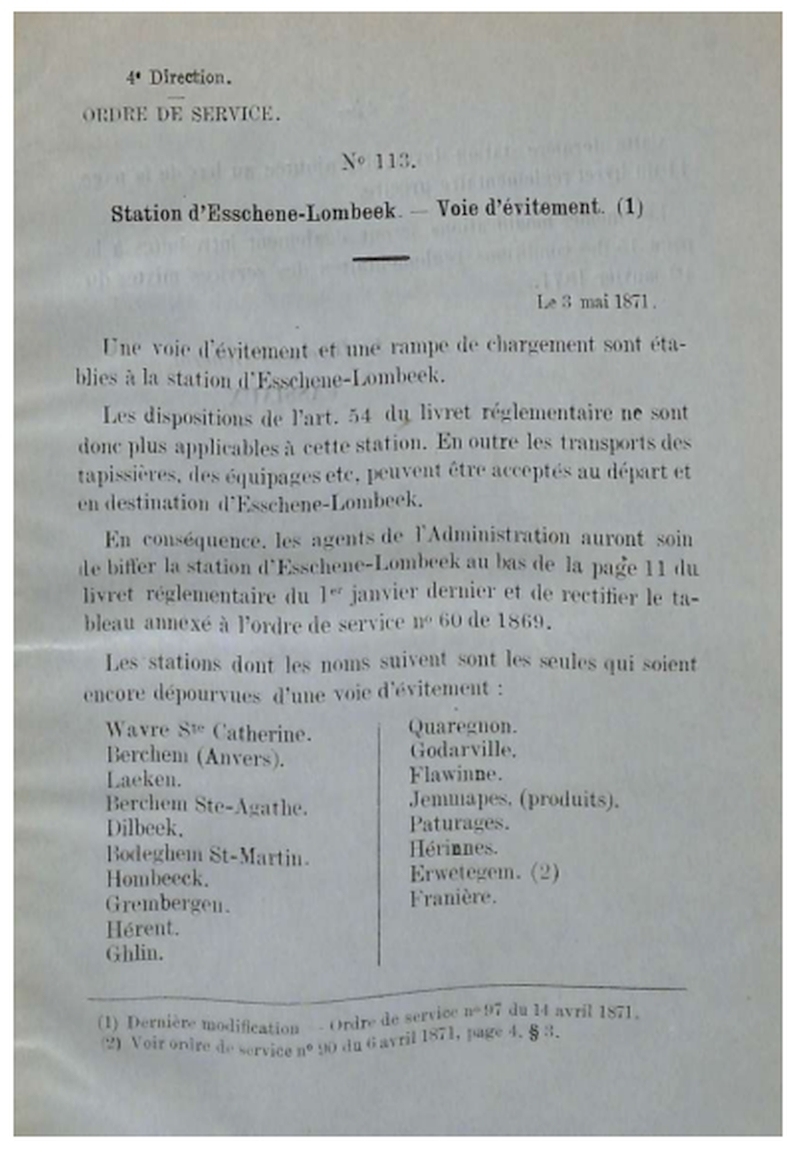 4e Direction.
ORDRE DE SERVICE.
No 113.
Station d'Esschene-Lombeek. — Voie d'évitement. (1)
Le 3 mai 1871.
Une voie d'évitement et une rampe de chargement sont éta-
blies à la station d'Esschene-Lombeek.
Les dispositions de l'art. 54 du livret réglementaire ne sont
donc plus applicables à cette station. En outre les transports des
tapissières, des équipages etc, peuvent être acceptés au départ et
en destination d'Esschene-Lombeek.
En conséquence, les agents de l'Administration auront soin
de biffer la station d'Esschene-Lombeek au bas de la page 11 du
livret réglementaire du 1er janvier dernier et de rectifier le ta-
bleau annexé à l'ordre de service no 60 de 1869.
Les stations dont les noms suivent sont les seules qui soient
encore dépourvues d'une voie d'évitement :
Wavre Ste Catherine.
Berchem (Anvers).
Laeken.
Berchem Ste-Agathe.
Dilbeek.
Bodeghem St-Martin.
Hombeeck.
Grembergen.
Hérent.
Ghlin.
Quaregnon.
Godarville.
Flawinne.
Jemmapes. (produits).
Paturages.
Hérinnes.
Erwetegem. (2)
Franière.
(1) Dernière modification — Ordre de service no 97 du 14 avril 1871.
(2) Voir ordre de service no 90 du 6 avril 1871, page 4, § 3.